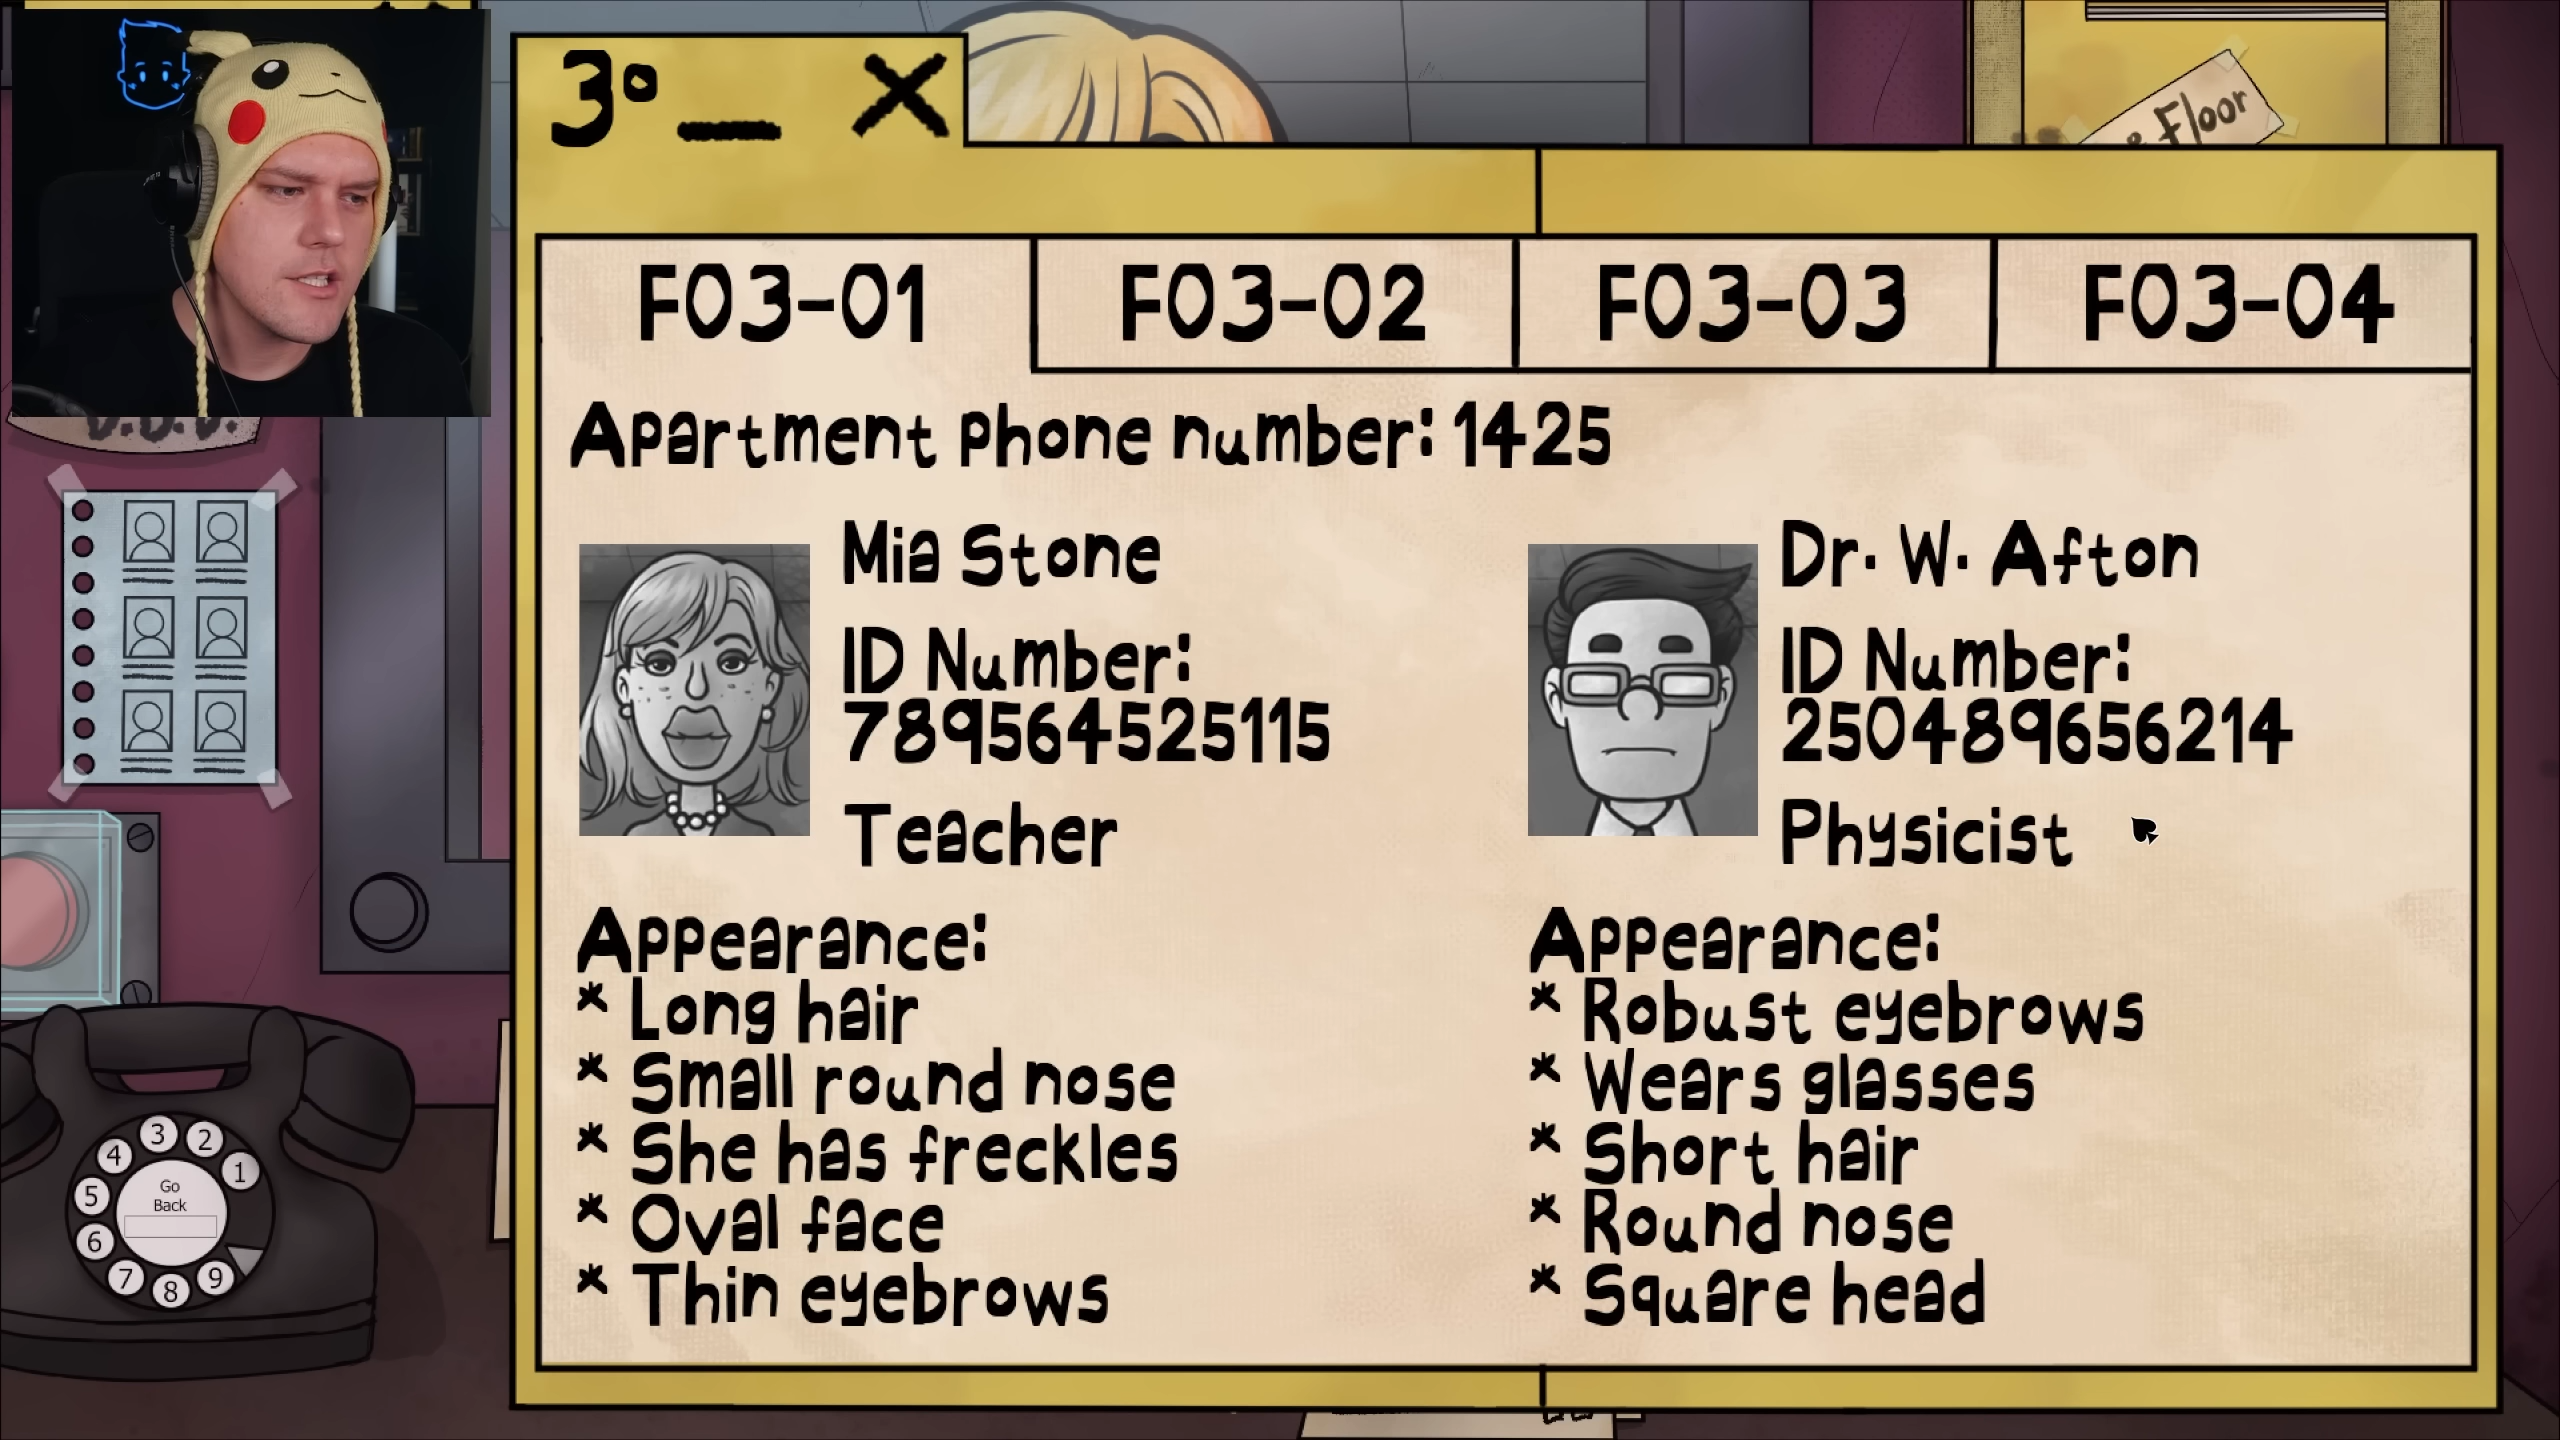 3º
Floor
F03-01
F03-02
F03-03
F03-04
Apartment phone number: 1425
Mia Stone
ID Number:
789564525115
Teacher
Appearance:
* Long hair
* Small round nose
* She has freckles
* Oval face
* Thin eyebrows
Dr. W. Afton
ID Number:
250489656214
Physicist
Appearance:
* Robust eyebrows
* Wears glasses
* Short hair
* Round nose
* Square head
D.D.D.
3
2
4
1
5
6
7
8
9
Go
Back